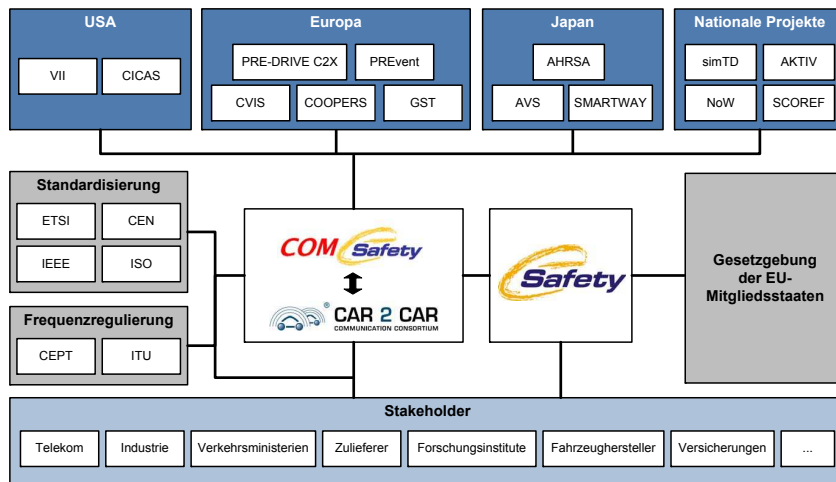 USA
VII
CICAS
Europa
PRE-DRIVE C2X
PREvent
CVIS
COOPERS
GST
Japan
AHRSA
AVS
SMARTWAY
Nationale Projekte
simTD
AKTIV
NoW
SCOREF
Standardisierung
ETSI
CEN
IEEE
ISO
Frequenzregulierung
CEPT
ITU
COM eSafety
® CAR 2 CAR
COMMUNICATION CONSORTIUM
eSafety
Gesetzgebung
der EU-
Mitgliedsstaaten
Stakeholder
Telekom
Industrie
Verkehrsministerien
Zulieferer
Forschungsinstitute
Fahrzeughersteller
Versicherungen
...